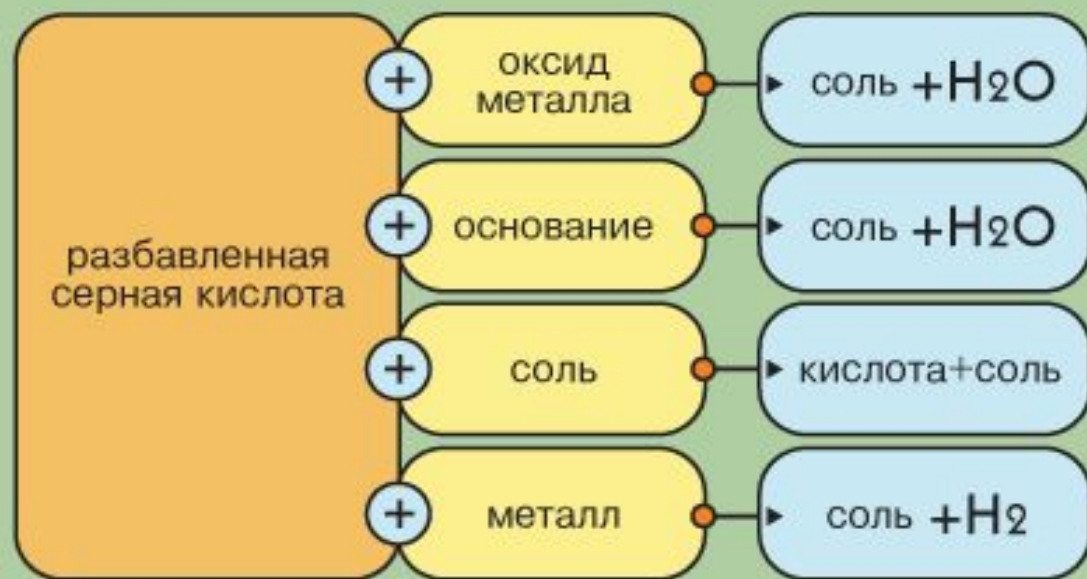 разбавленная
серная кислота
+ оксид
металла
соль +H2O
+ основание
соль +H2O
+ соль
кислота+соль
+ металл
соль +H2